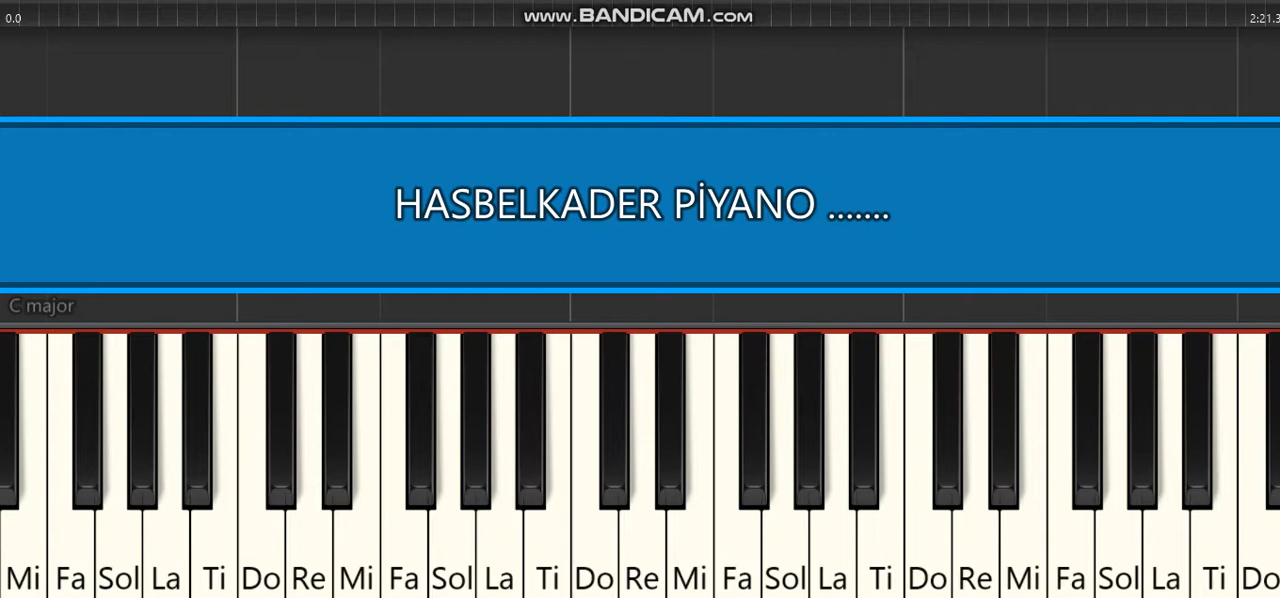 0.0 www.BANDICAM.com 2:21.3
HASBELKADER PİYANO .......
C major
Mi Fa Sol La Ti Do Re Mi Fa Sol La Ti Do Re Mi Fa Sol La Ti Do Re Mi Fa Sol La Ti Do